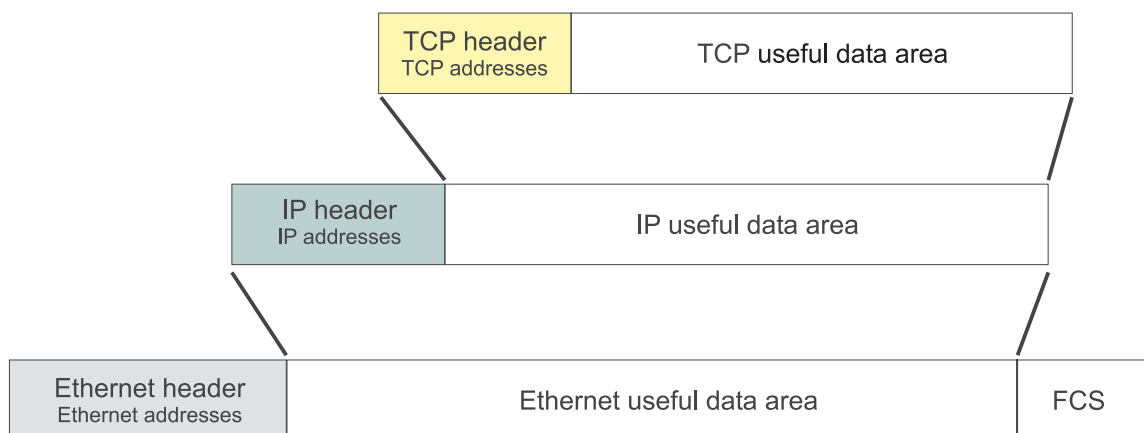 TCP header
TCP addresses
TCP useful data area
IP header
IP addresses
IP useful data area
Ethernet header
Ethernet addresses
Ethernet useful data area
FCS